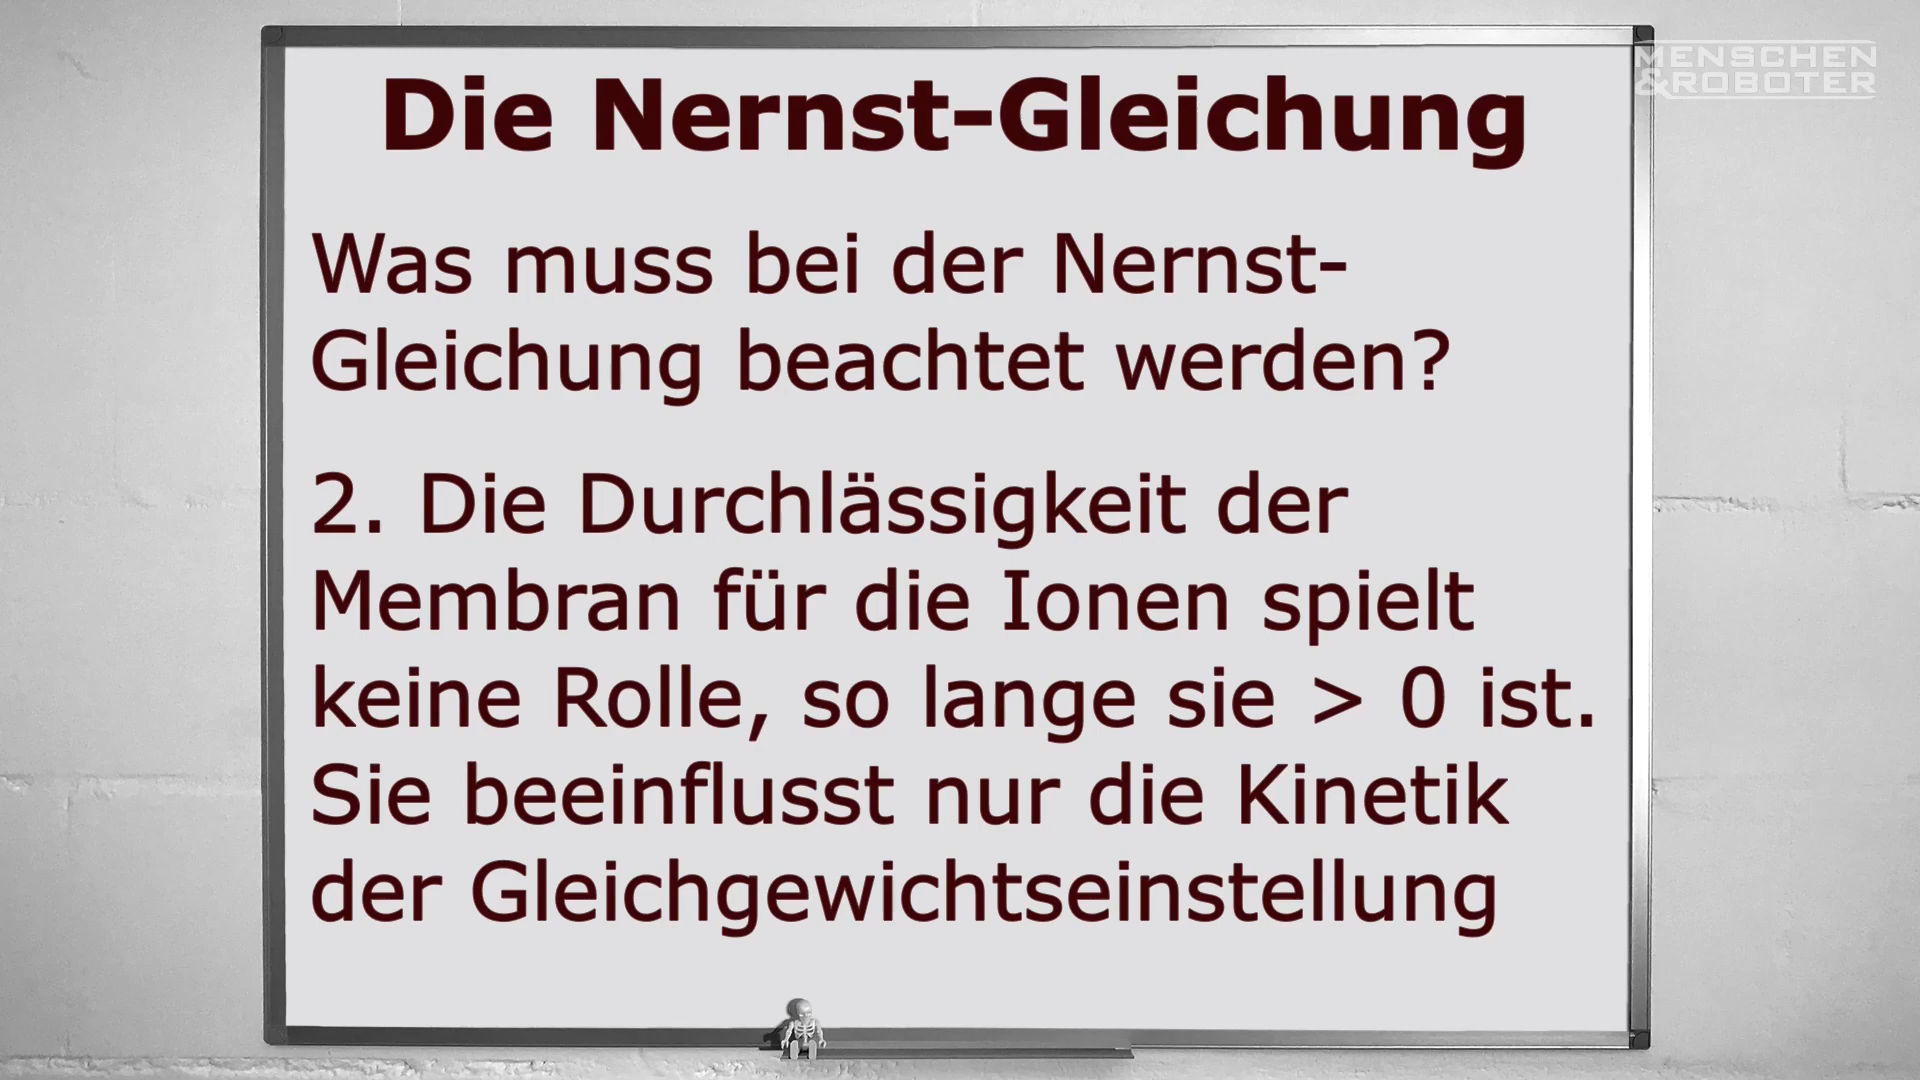 MENSCHEN
&ROBOTER
Die Nernst-Gleichung
Was muss bei der Nernst-
Gleichung beachtet werden?
2. Die Durchlässigkeit der
Membran für die Ionen spielt
keine Rolle, so lange sie > 0 ist.
Sie beeinflusst nur die Kinetik
der Gleichgewichtseinstellung